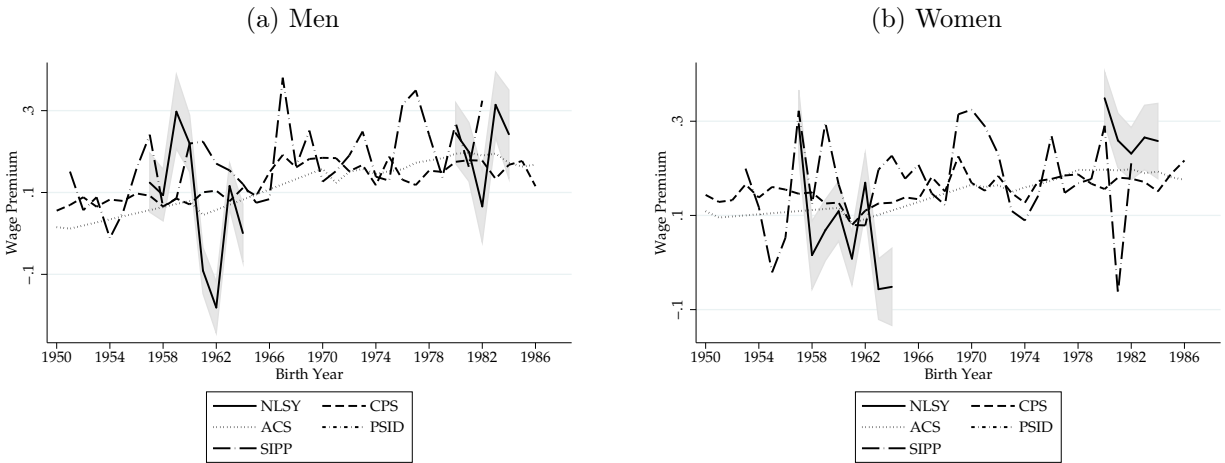 (a) Men
(b) Women
Wage Premium
.3
.1
-.1
1950 1954 1958 1962 1966 1970 1974 1978 1982 1986
Birth Year
NLSY CPS
ACS PSID
SIPP
Wage Premium
.3
.1
-.1
1950 1954 1958 1962 1966 1970 1974 1978 1982 1986
Birth Year
NLSY CPS
ACS PSID
SIPP